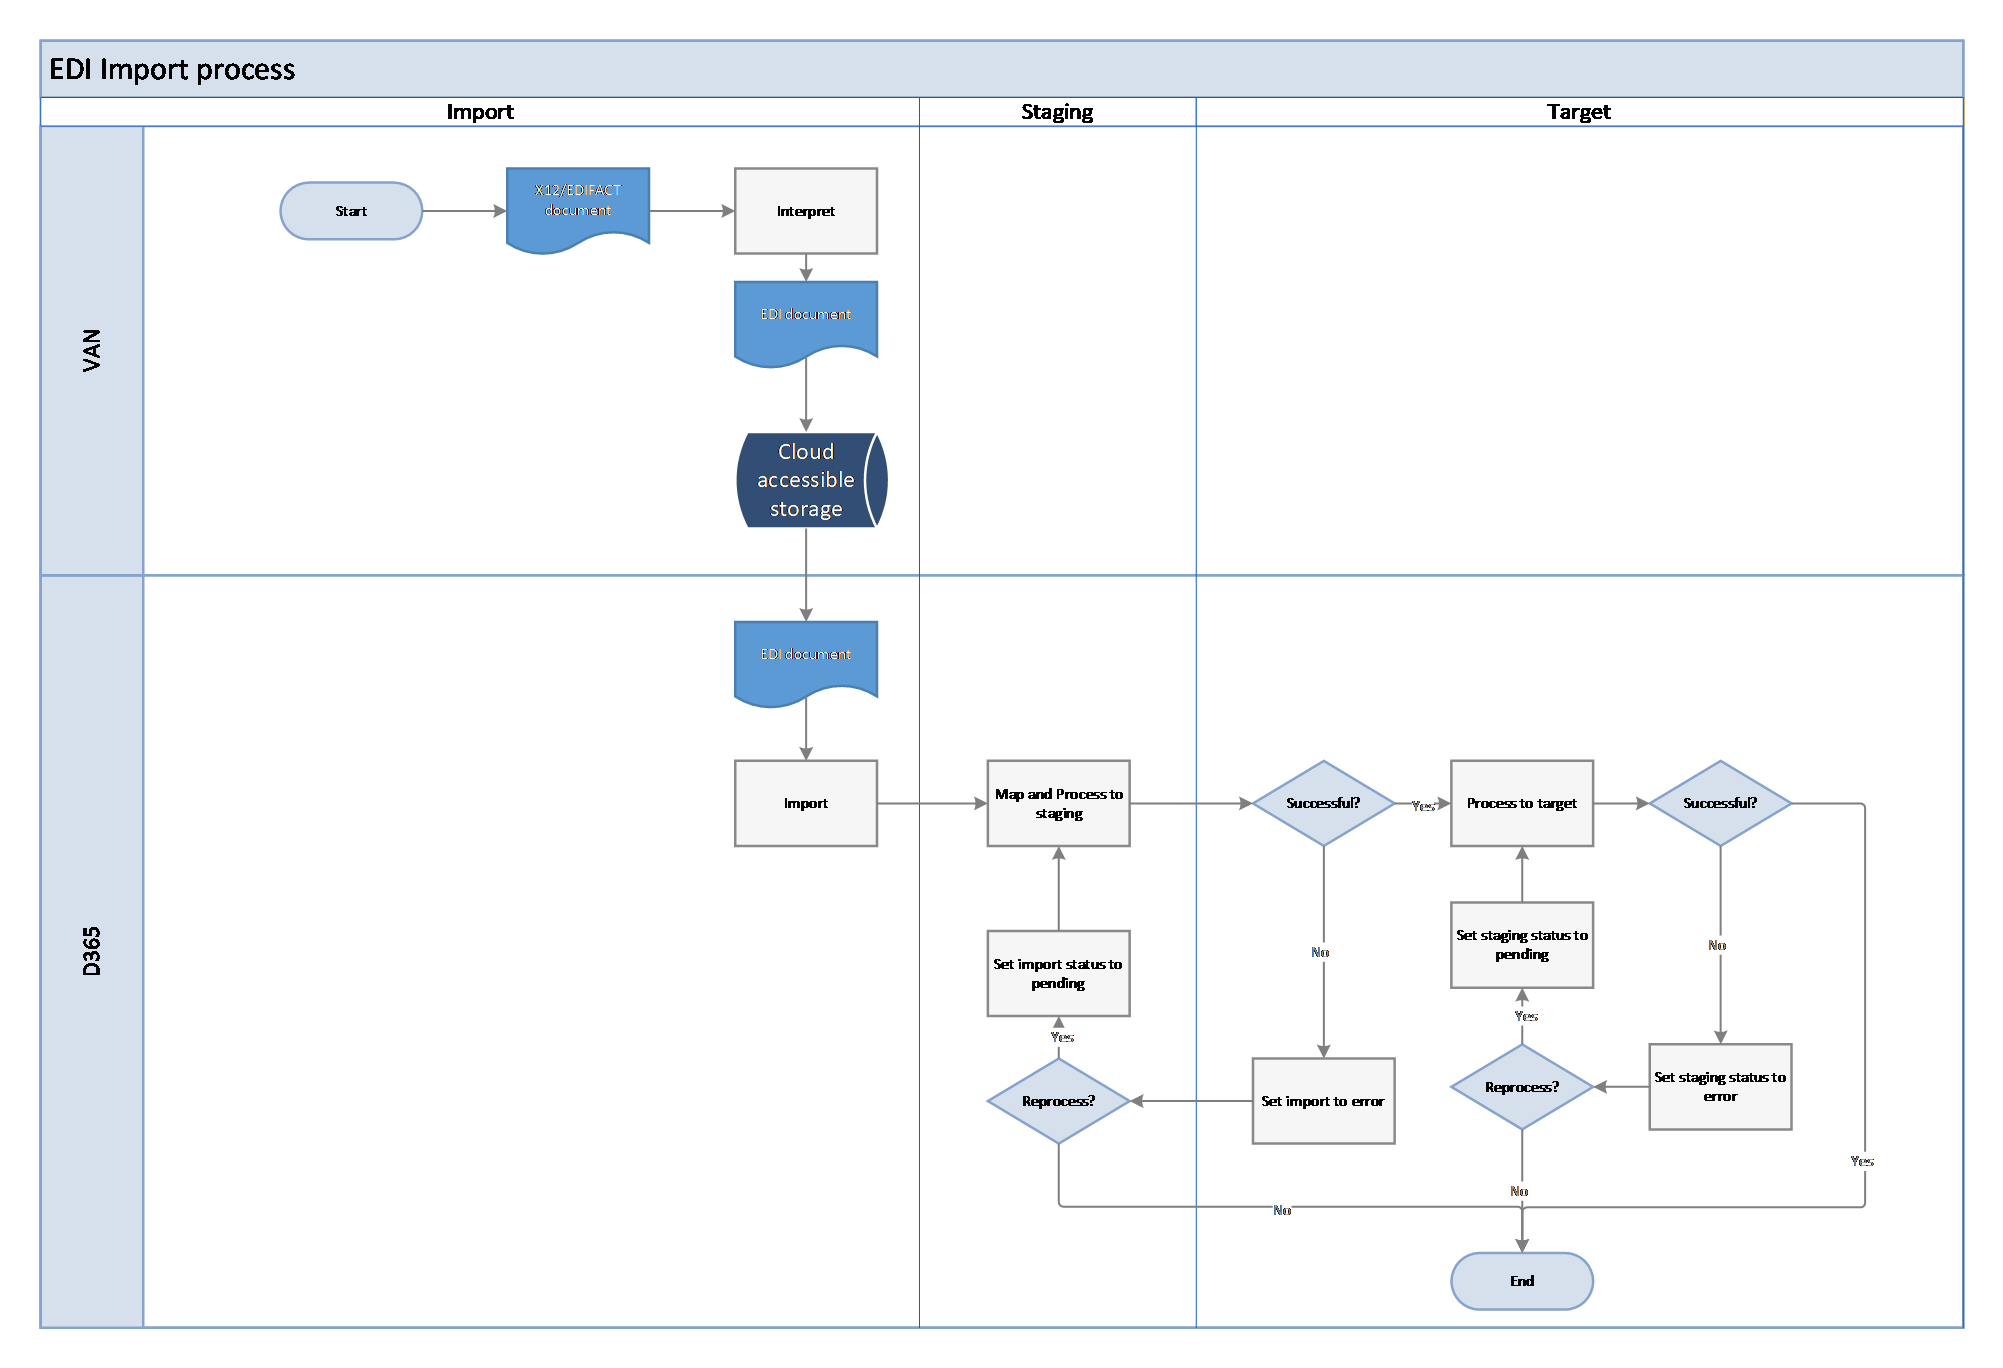 EDI Import process
Import
Staging
Target
VAN
Start
X12/EDIFACT
document
Interpret
EDI document
Cloud
accessible
storage
D365
EDI document
Import
Map and Process to
staging
Successful?
Yes
Process to target
Successful?
Set import status to
pending
No
Set staging status to
pending
No
Yes
Yes
Reprocess?
Set import to error
Reprocess?
Set staging status to
error
Yes
No
No
End